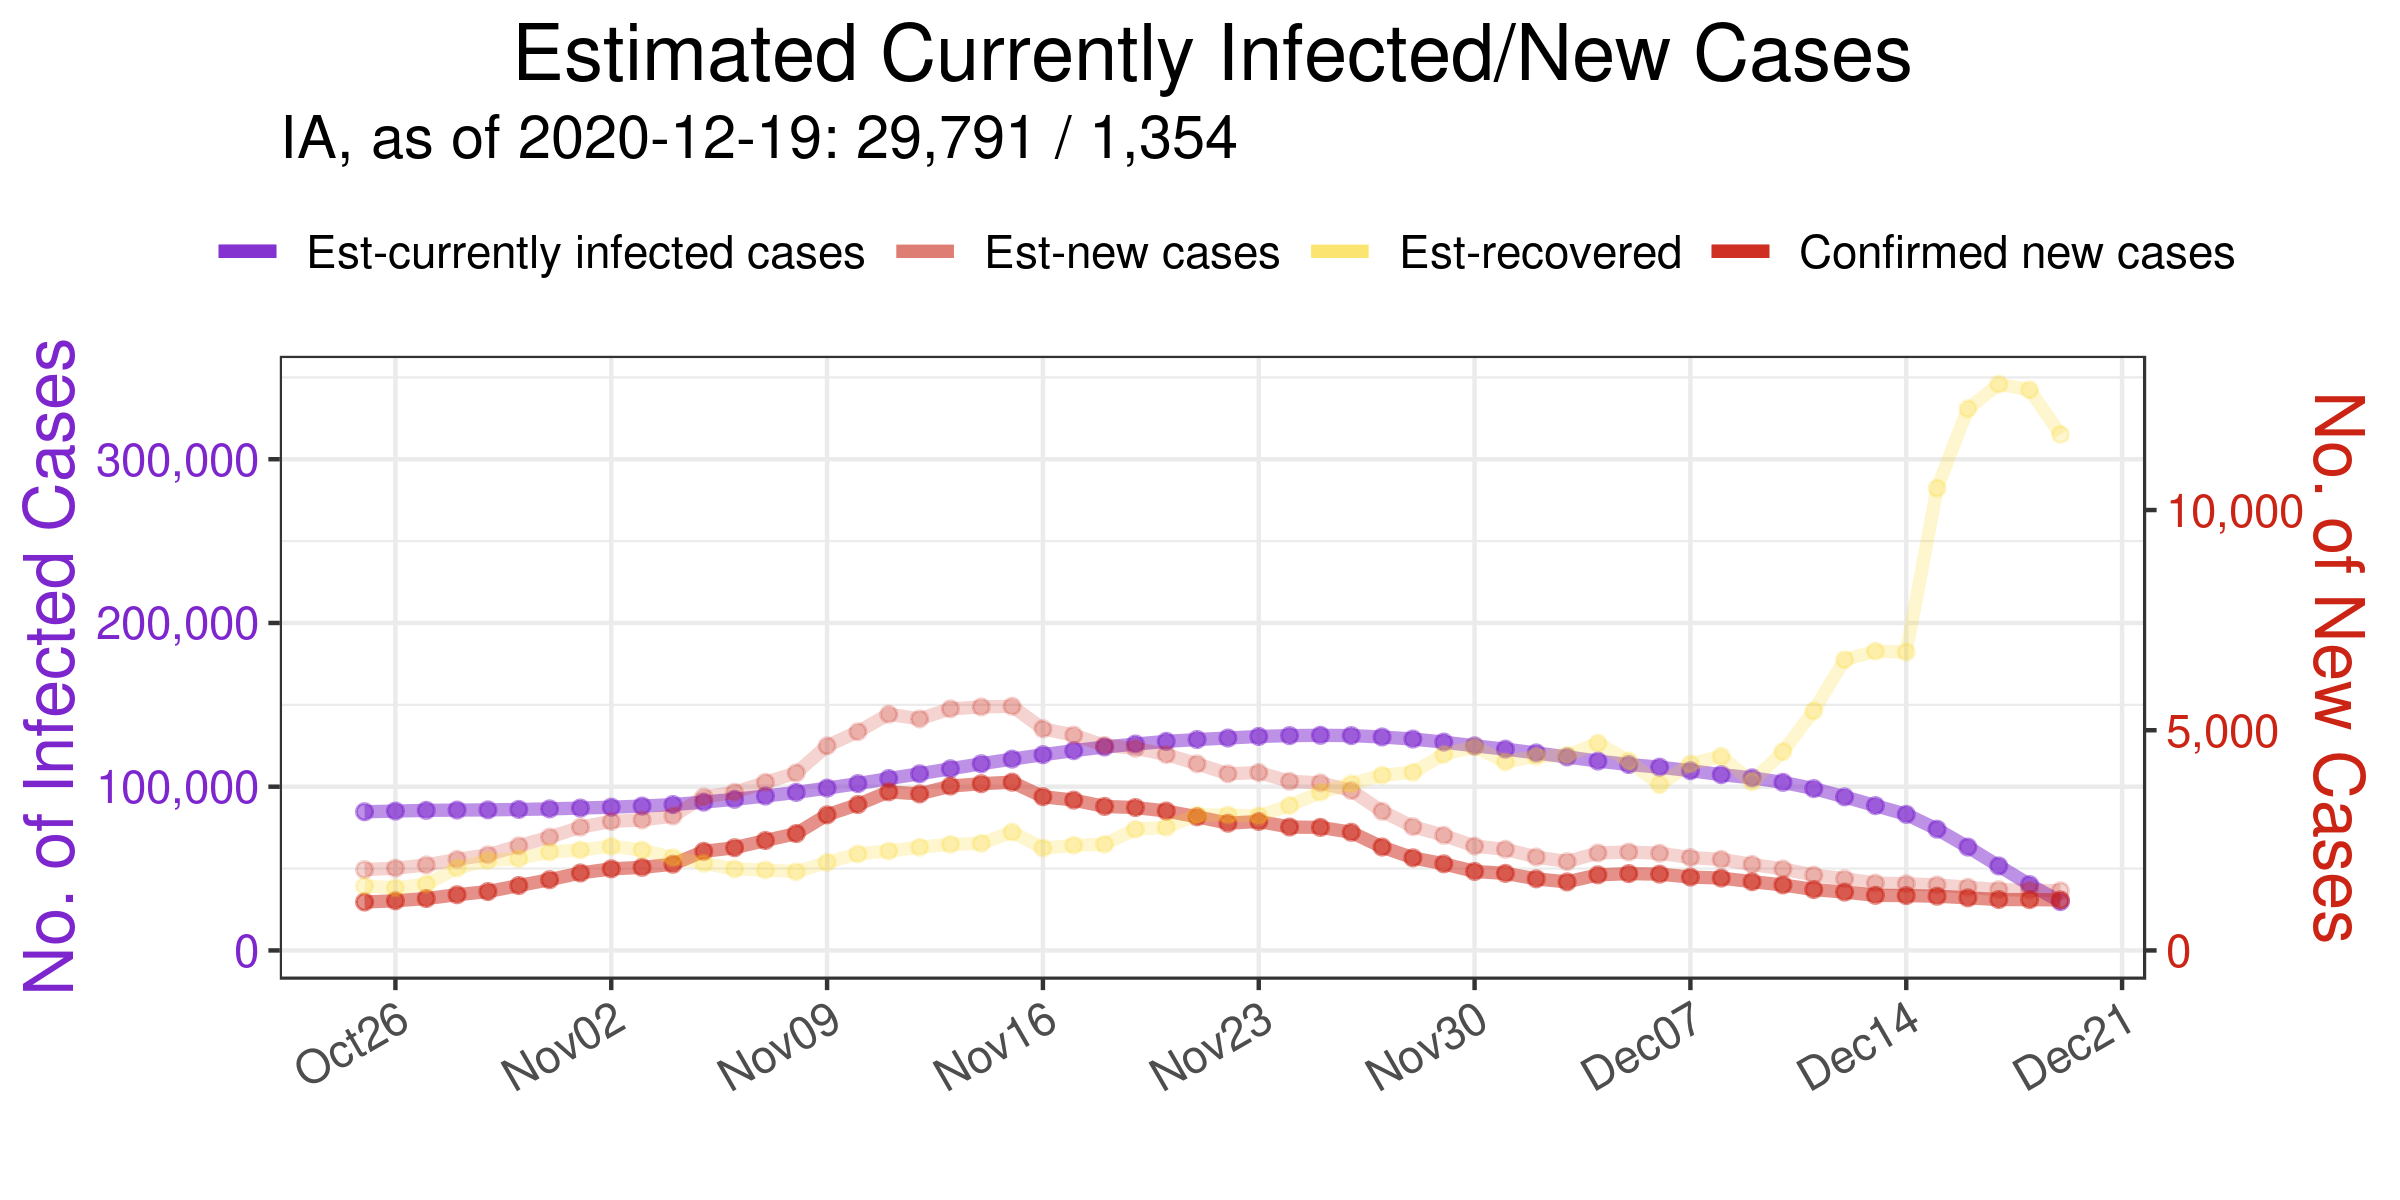 Estimated Currently Infected/New Cases
IA, as of 2020-12-19: 29,791 / 1,354
Est-currently infected cases Est-new cases Est-recovered Confirmed new cases
No. of Infected Cases
300,000
200,000
100,000
0
No. of New Cases
10,000
5,000
0
Oct26 Nov02 Nov09 Nov16 Nov23 Nov30 Dec07 Dec14 Dec21